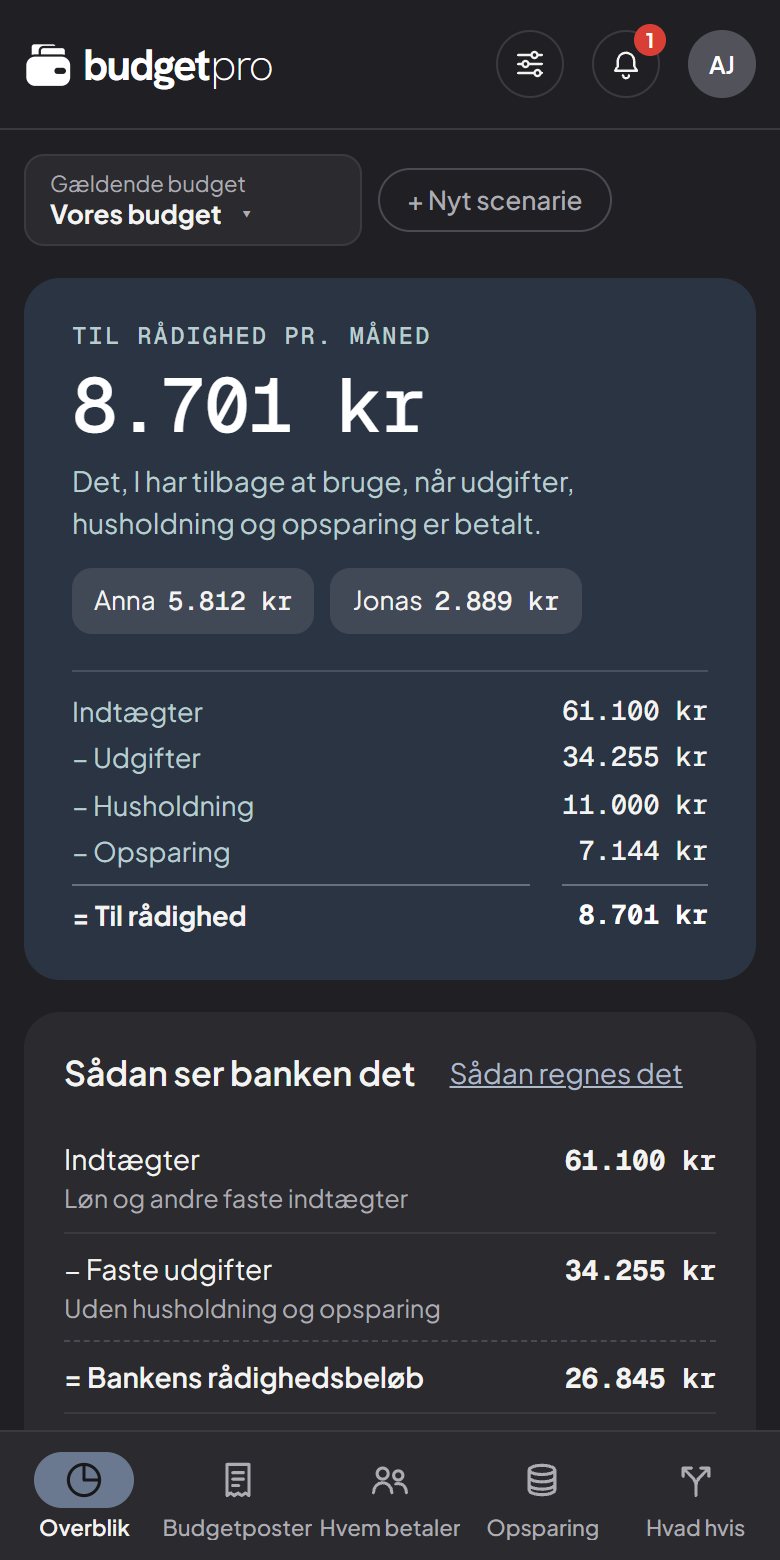 budgetpro
1
AJ
Gældende budget
Vores budget ▾
+ Nyt scenarie
TIL RÅDIGHED PR. MÅNED
8.701 kr
Det, I har tilbage at bruge, når udgifter,
husholdning og opsparing er betalt.
Anna 5.812 kr
Jonas 2.889 kr
Indtægter 61.100 kr
– Udgifter 34.255 kr
– Husholdning 11.000 kr
– Opsparing 7.144 kr
= Til rådighed 8.701 kr
Sådan ser banken det Sådan regnes det
Indtægter 61.100 kr
Løn og andre faste indtægter
– Faste udgifter 34.255 kr
Uden husholdning og opsparing
= Bankens rådighedsbeløb 26.845 kr
Overblik Budgetposter Hvem betaler Opsparing Hvad hvis